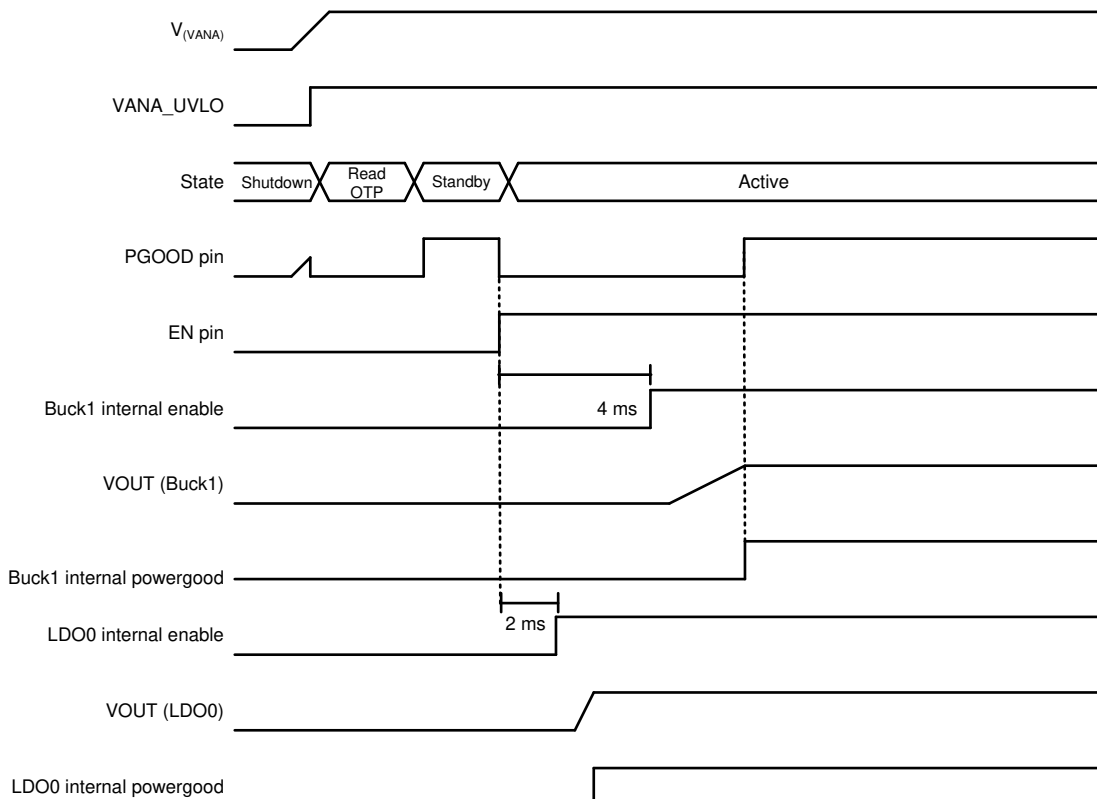 V(VANA)
VANA_UVLO
State
Shutdown
Read
OTP
Standby
Active
PGOOD pin
EN pin
Buck1 internal enable
4 ms
VOUT (Buck1)
Buck1 internal powergood
2 ms
LDO0 internal enable
VOUT (LDO0)
LDO0 internal powergood